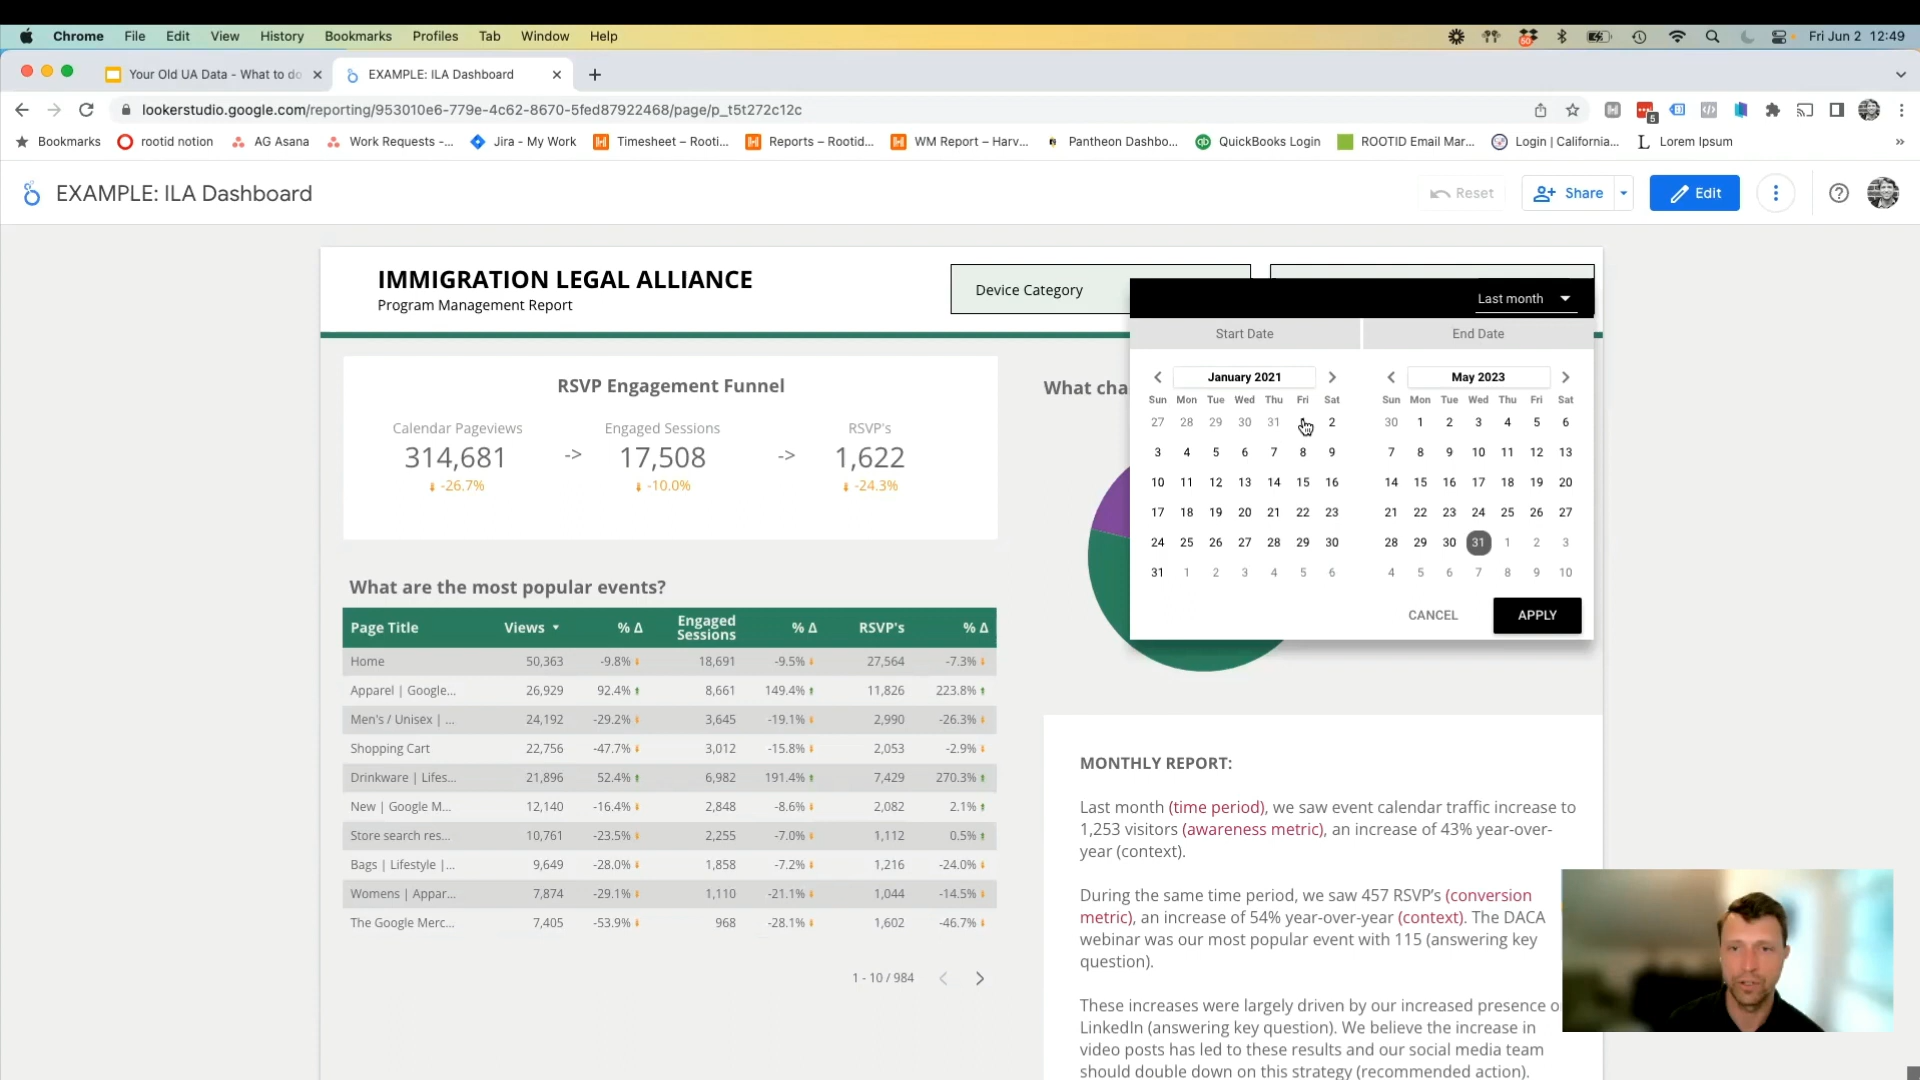 Chrome File Edit View History Bookmarks Profiles Tab Window Help Fri Jun 2 12:49
Your Old UA Data - What to do EXAMPLE: ILA Dashboard
lookerstudio.google.com/reporting/953010e6-779e-4c62-8670-5fed87922468/page/p_t5t272c12c
Bookmarks rootid notion AG Asana Work Requests -... Jira - My Work Timesheet – Rooti... Reports – Rootid... WM Report – Harv... Pantheon Dashbo... QuickBooks Login ROOTID Email Mar... Login | California... Lorem Ipsum
EXAMPLE: ILA Dashboard Reset Share Edit
IMMIGRATION LEGAL ALLIANCE
Program Management Report
Device Category
Last month
Start Date End Date
January 2021 May 2023
Sun Mon Tue Wed Thu Fri Sat Sun Mon Tue Wed Thu Fri Sat
27 28 29 30 31 2 30 1 2 3 4 5 6
3 4 5 6 7 8 9 7 8 9 10 11 12 13
10 11 12 13 14 15 16 14 15 16 17 18 19 20
17 18 19 20 21 22 23 21 22 23 24 25 26 27
24 25 26 27 28 29 30 28 29 30 31 1 2 3
31 1 2 3 4 5 6 4 5 6 7 8 9 10
CANCEL APPLY
RSVP Engagement Funnel
Calendar Pageviews Engaged Sessions RSVP's
314,681 -> 17,508 -> 1,622
-26.7% -10.0% -24.3%
What cha
What are the most popular events?
Page Title Views % Δ Engaged Sessions % Δ RSVP's % Δ
Home 50,363 -9.8% 18,691 -9.5% 27,564 -7.3%
Apparel | Google... 26,929 92.4% 8,661 149.4% 11,826 223.8%
Men's / Unisex | ... 24,192 -29.2% 3,645 -19.1% 2,990 -26.3%
Shopping Cart 22,756 -47.7% 3,012 -15.8% 2,053 -2.9%
Drinkware | Lifes... 21,896 52.4% 6,982 191.4% 7,429 270.3%
New | Google M... 12,140 -16.4% 2,848 -8.6% 2,082 2.1%
Store search res... 10,761 -23.5% 2,255 -7.0% 1,112 0.5%
Bags | Lifestyle |... 9,649 -28.0% 1,858 -7.2% 1,216 -24.0%
Womens | Appar... 7,874 -29.1% 1,110 -21.1% 1,044 -14.5%
The Google Merc... 7,405 -53.9% 968 -28.1% 1,602 -46.7%
1 - 10 / 984
MONTHLY REPORT:
Last month (time period), we saw event calendar traffic increase to
1,253 visitors (awareness metric), an increase of 43% year-over-
year (context).
During the same time period, we saw 457 RSVP's (conversion
metric), an increase of 54% year-over-year (context). The DACA
webinar was our most popular event with 115 (answering key
question).
These increases were largely driven by our increased presence o
LinkedIn (answering key question). We believe the increase in
video posts has led to these results and our social media team
should double down on this strategy (recommended action).